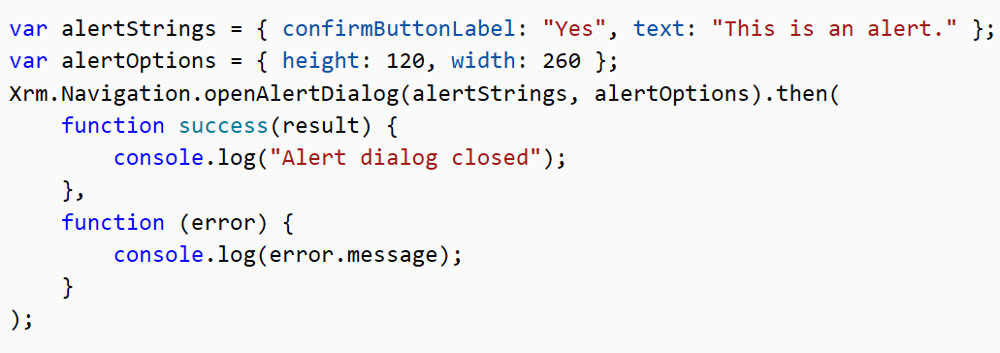 var alertStrings = { confirmButtonLabel: "Yes", text: "This is an alert." };
var alertOptions = { height: 120, width: 260 };
Xrm.Navigation.openAlertDialog(alertStrings, alertOptions).then(
    function success(result) {
        console.log("Alert dialog closed");
    },
    function (error) {
        console.log(error.message);
    }
);